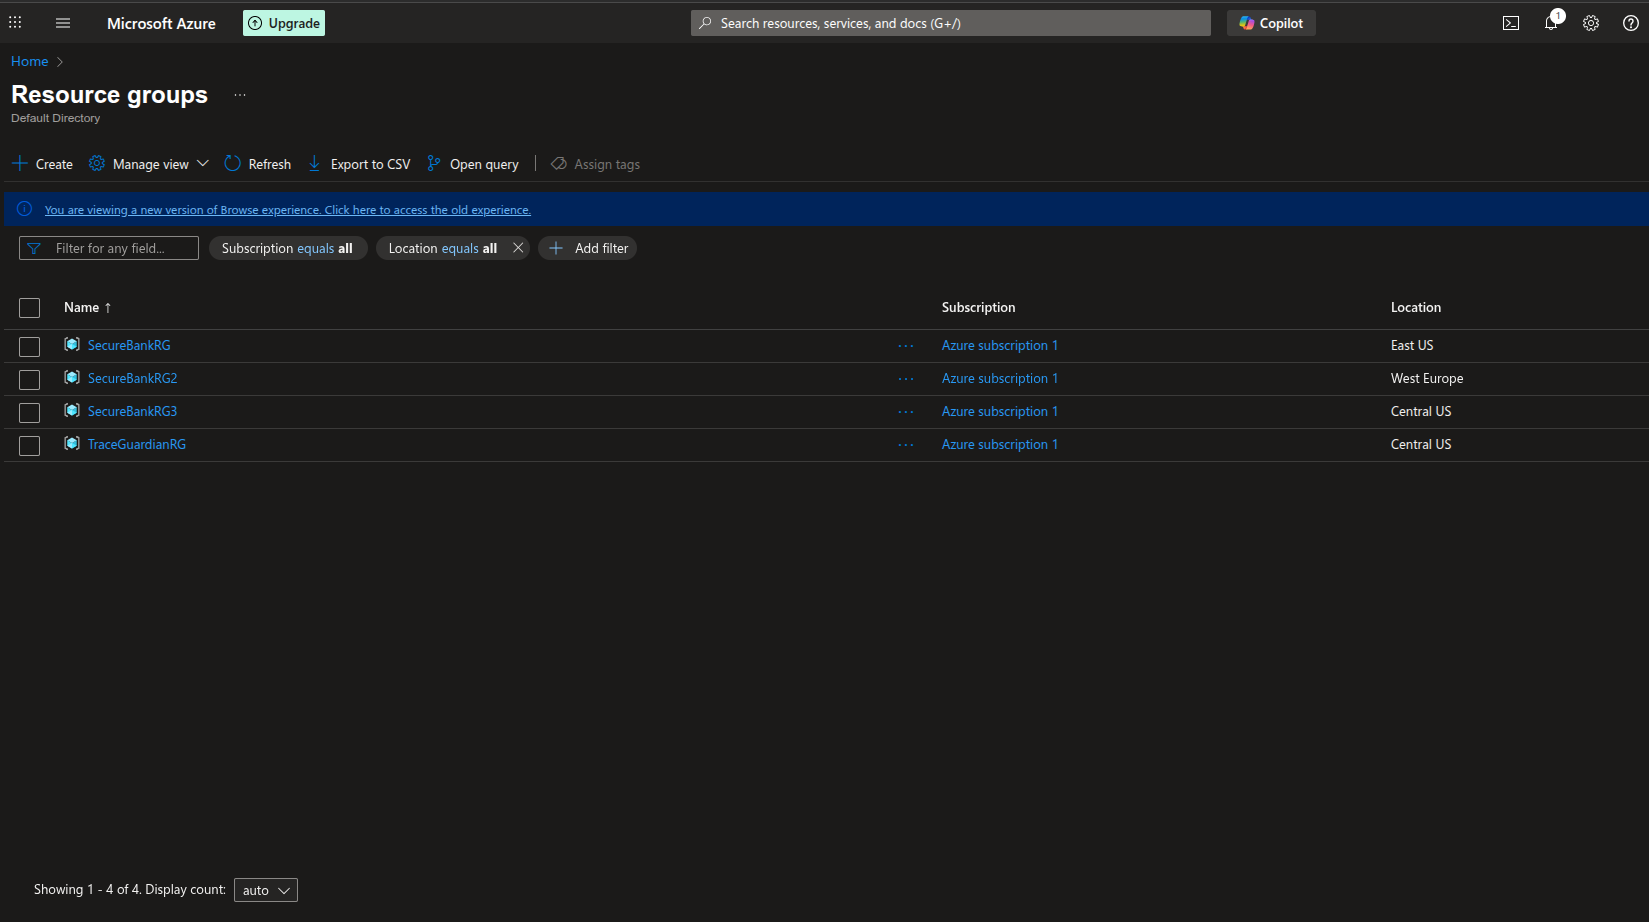 Microsoft Azure
Upgrade
Search resources, services, and docs (G+/)
Copilot
1
Home
Resource groups
...
Default Directory
Create
Manage view
Refresh
Export to CSV
Open query
Assign tags
You are viewing a new version of Browse experience. Click here to access the old experience.
Filter for any field...
Subscription equals all
Location equals all
Add filter
Name ↑ Subscription Location
SecureBankRG ... Azure subscription 1 East US
SecureBankRG2 ... Azure subscription 1 West Europe
SecureBankRG3 ... Azure subscription 1 Central US
TraceGuardianRG ... Azure subscription 1 Central US
Showing 1 - 4 of 4. Display count: auto